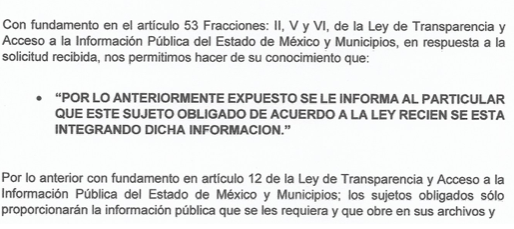 Con fundamento en el artículo 53 Fracciones: II, V y VI, de la Ley de Transparencia y
Acceso a la Información Pública del Estado de México y Municipios, en respuesta a la
solicitud recibida, nos permitimos hacer de su conocimiento que:
• “POR LO ANTERIORMENTE EXPUESTO SE LE INFORMA AL PARTICULAR
QUE ESTE SUJETO OBLIGADO DE ACUERDO A LA LEY RECIEN SE ESTA
INTEGRANDO DICHA INFORMACION.”
Por lo anterior con fundamento en artículo 12 de la Ley de Transparencia y Acceso a la
Información Pública del Estado de México y Municipios; los sujetos obligados sólo
proporcionarán la información pública que se les requiera y que obre en sus archivos y